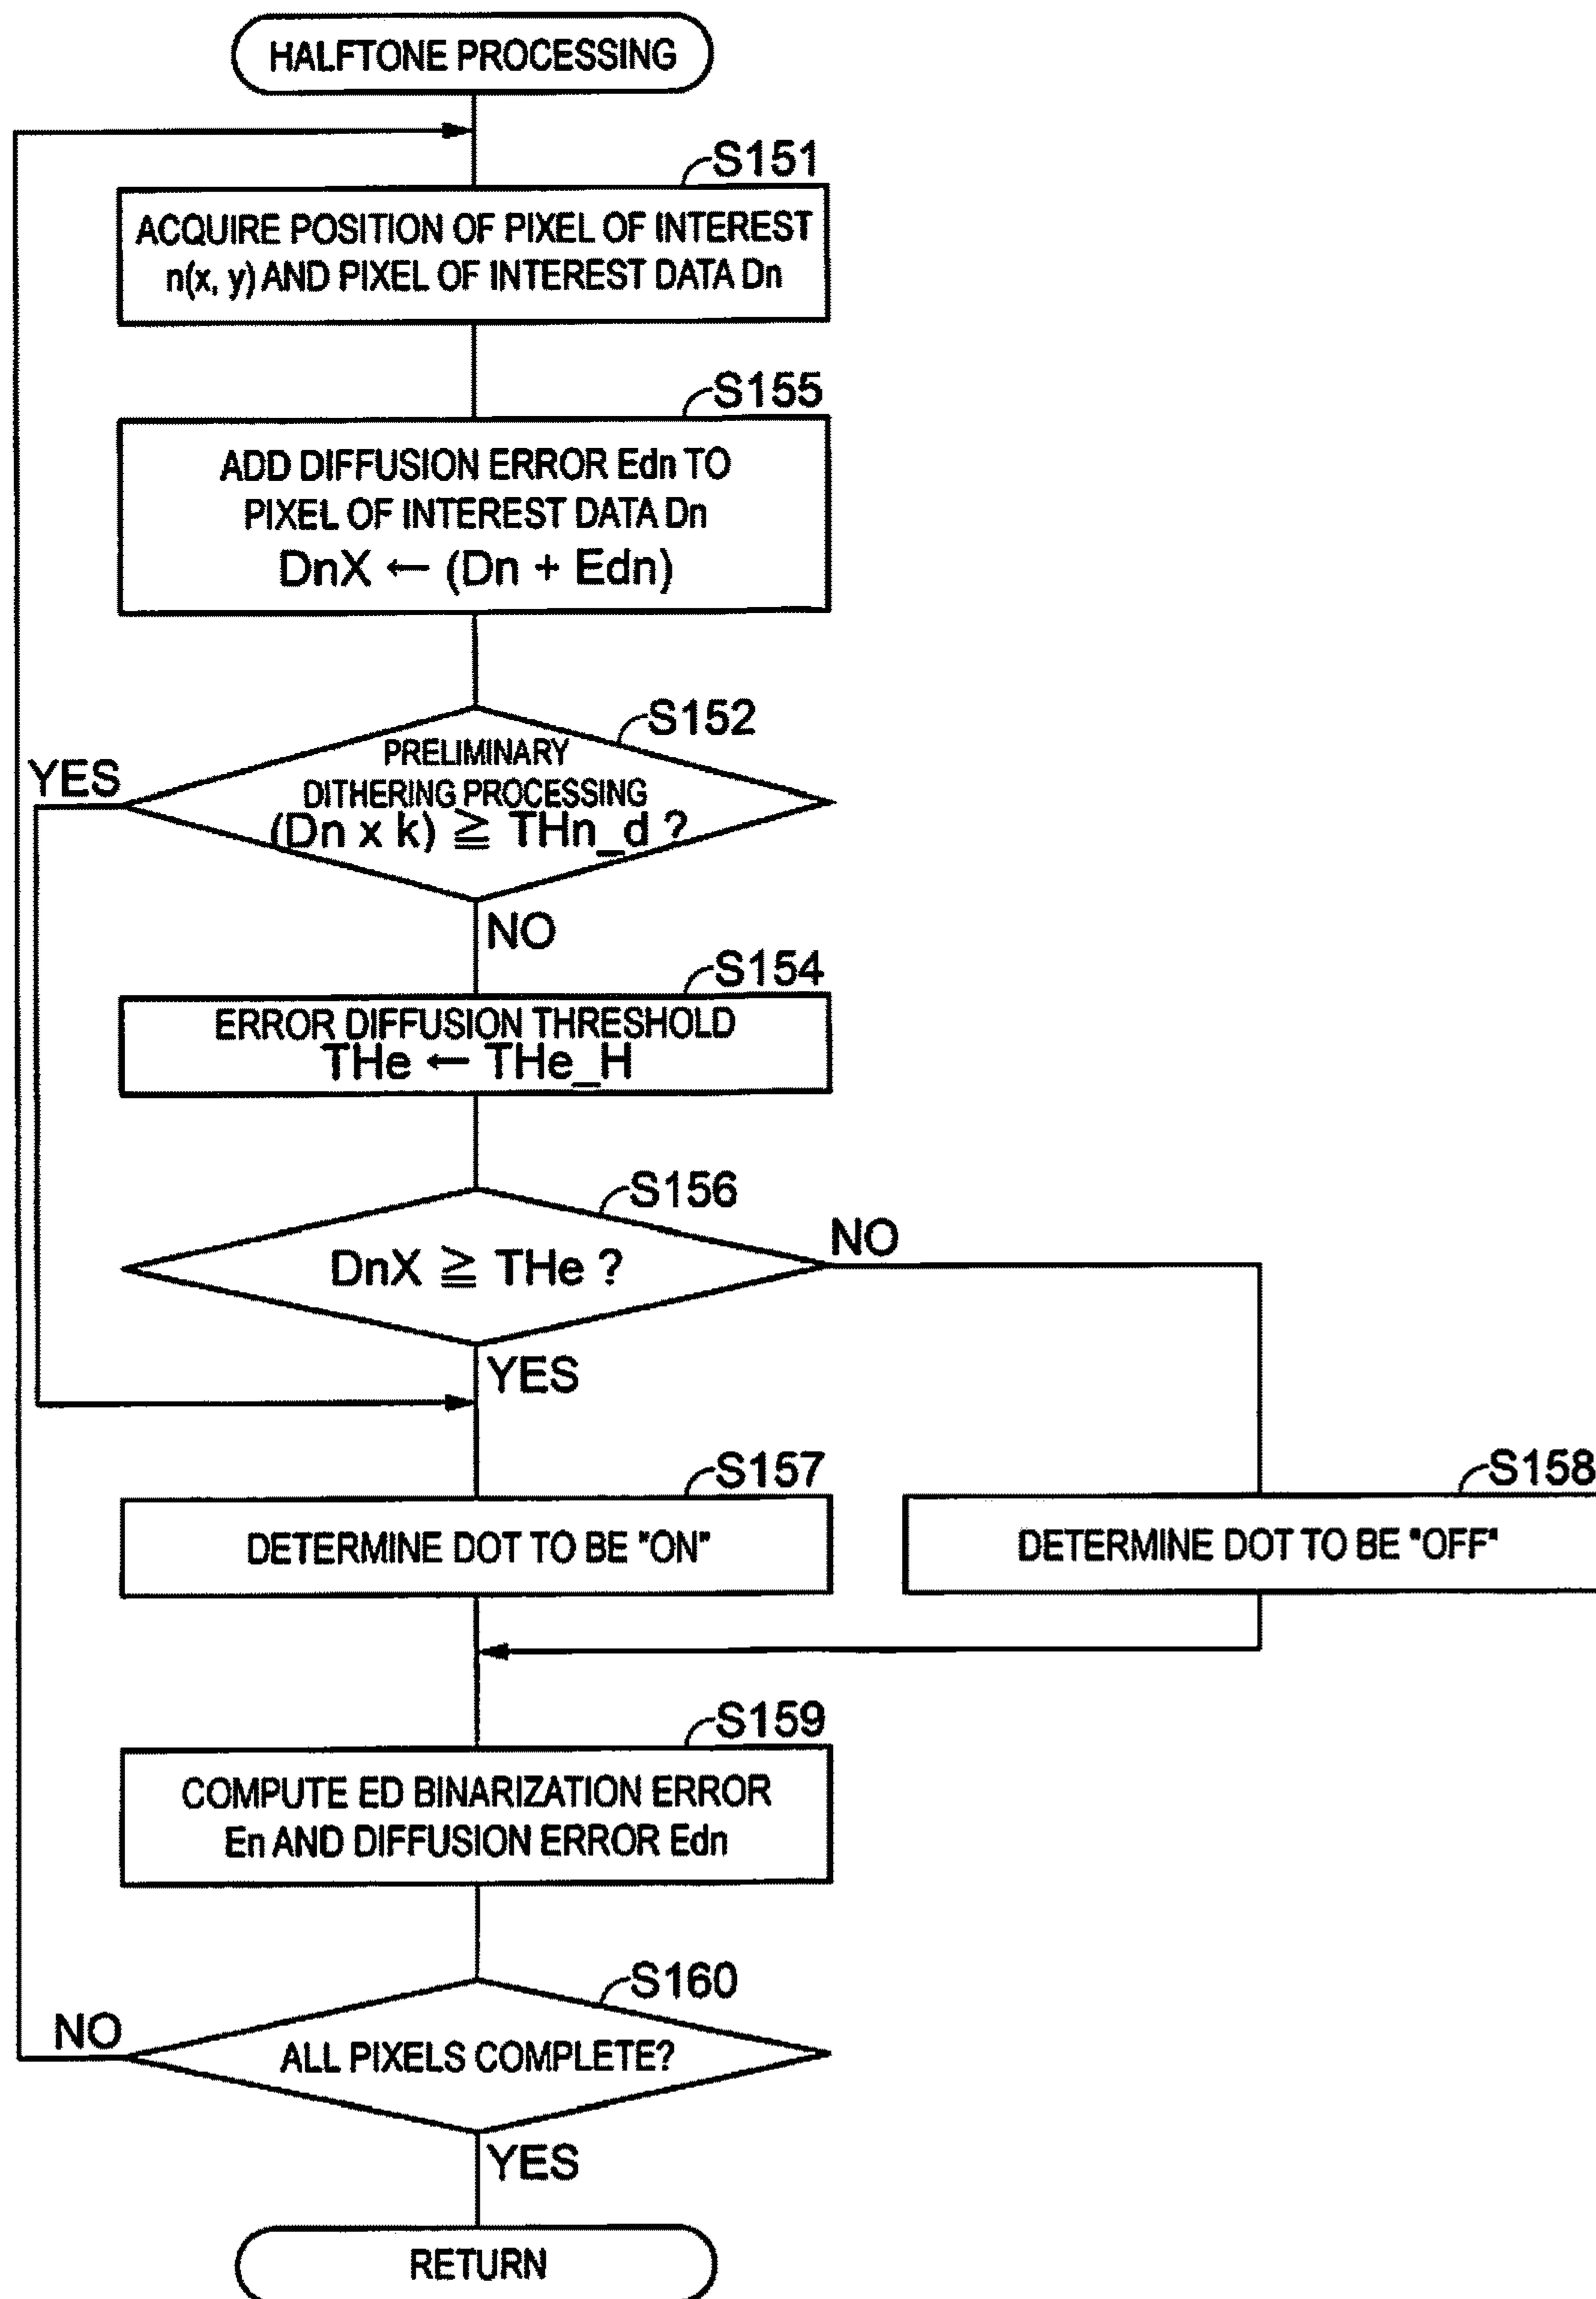 HALFTONE PROCESSING
S151
ACQUIRE POSITION OF PIXEL OF INTEREST
n(x, y) AND PIXEL OF INTEREST DATA Dn
S155
ADD DIFFUSION ERROR Edn TO
PIXEL OF INTEREST DATA Dn
DnX ← (Dn + Edn)
S152
YES
PRELIMINARY
DITHERING PROCESSING
(Dn x k) ≧ THn_d ?
NO
S154
ERROR DIFFUSION THRESHOLD
THe ← THe_H
S156
NO
DnX ≧ THe ?
YES
S157
S158
DETERMINE DOT TO BE "ON"
DETERMINE DOT TO BE "OFF"
S159
COMPUTE ED BINARIZATION ERROR
En AND DIFFUSION ERROR Edn
S160
NO
ALL PIXELS COMPLETE?
YES
RETURN